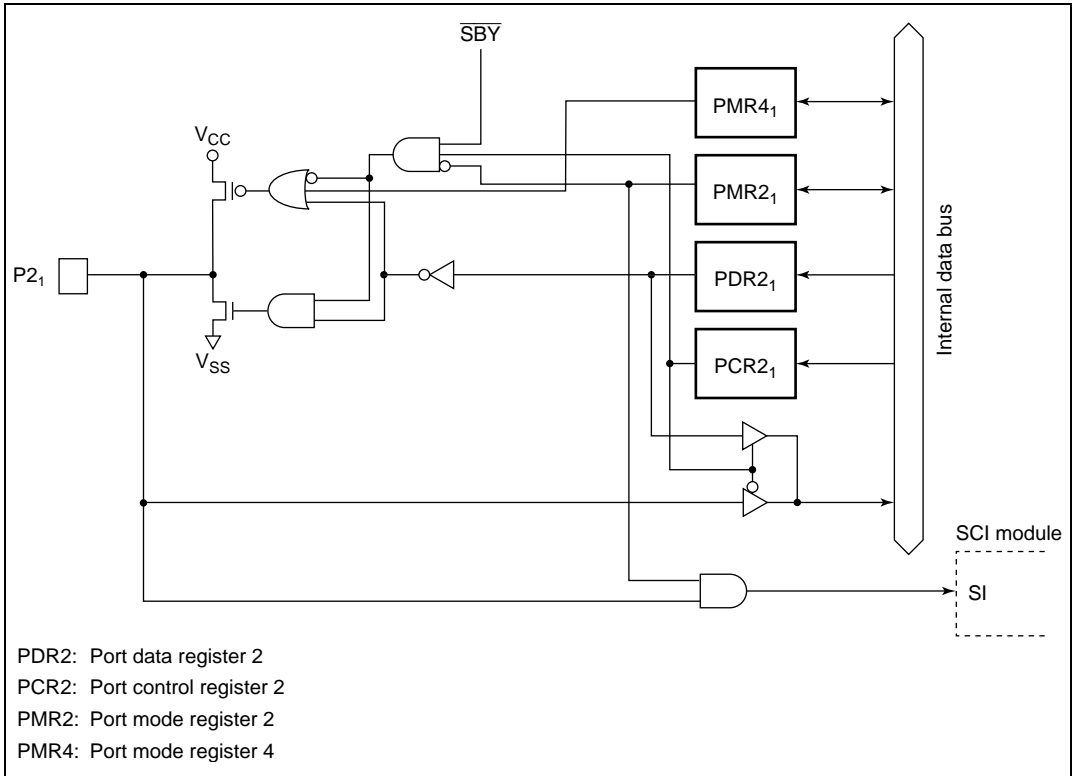 S̅B̅Y̅
PMR4₁
V_CC
PMR2₁
P2₁
PDR2₁
Internal data bus
V_SS
PCR2₁
SCI module
SI
PDR2: Port data register 2
PCR2: Port control register 2
PMR2: Port mode register 2
PMR4: Port mode register 4